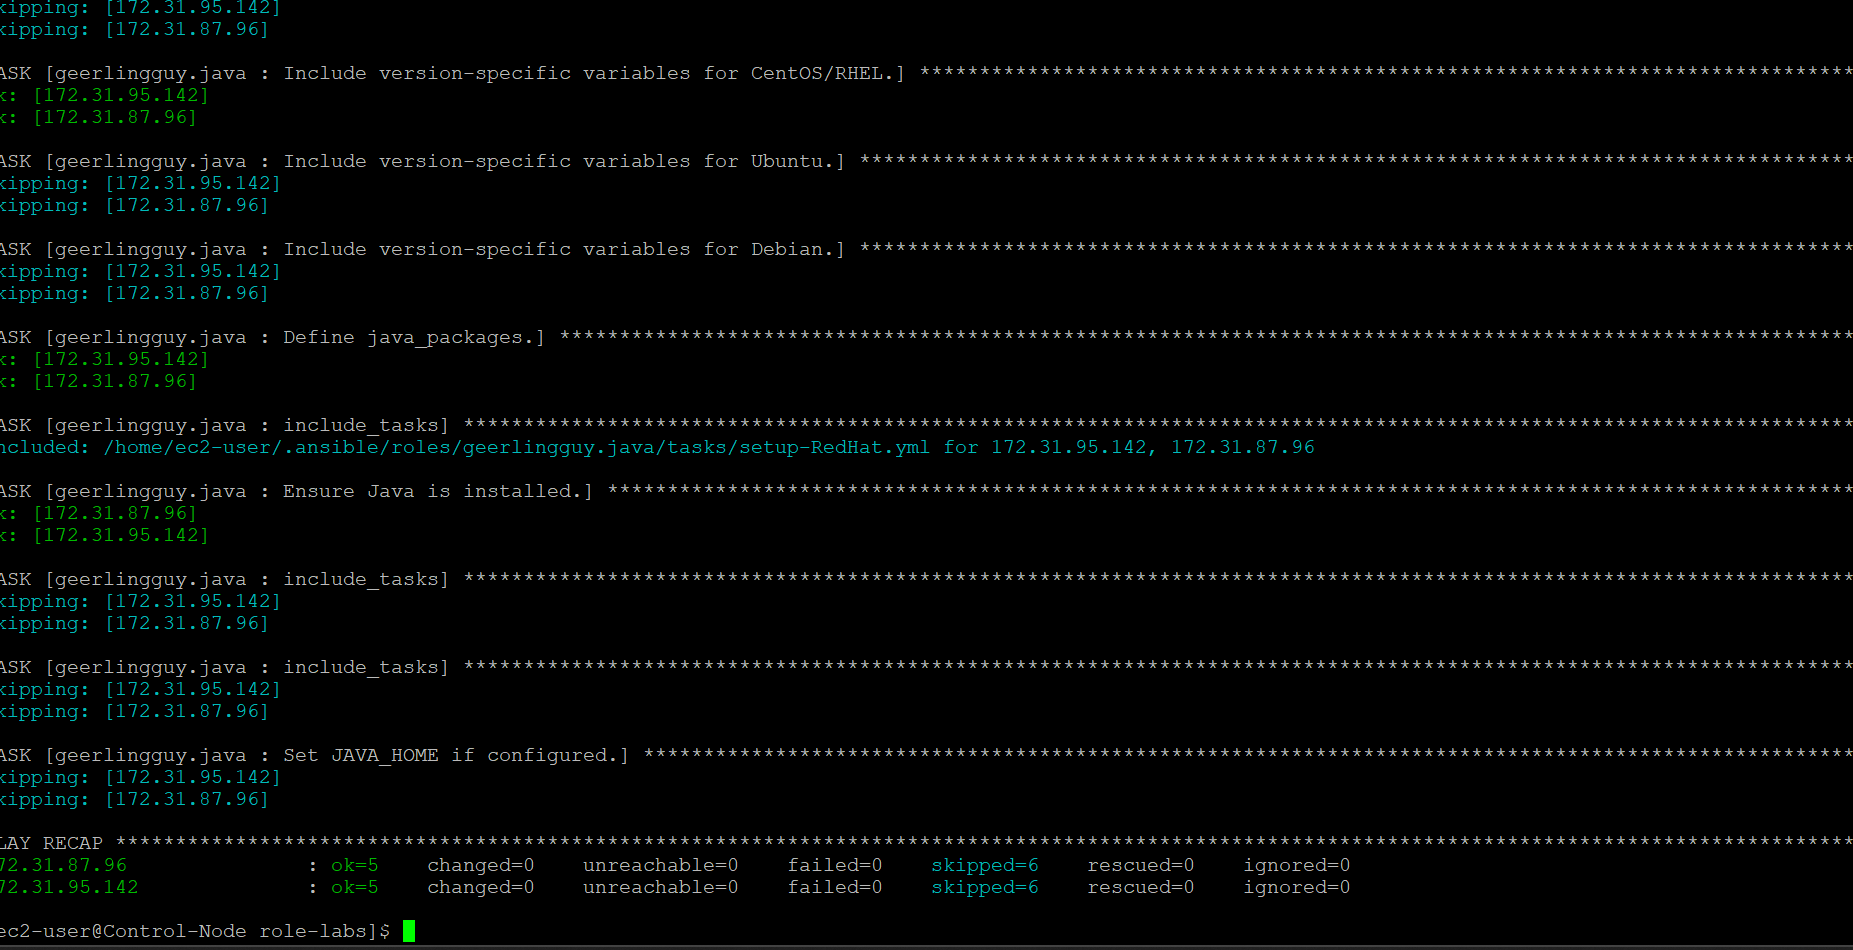 kipping: [172.31.95.142]
kipping: [172.31.87.96]
ASK [geerlingguy.java : Include version-specific variables for CentOS/RHEL.] ******************************************************************************
k: [172.31.95.142]
k: [172.31.87.96]
ASK [geerlingguy.java : Include version-specific variables for Ubuntu.] ***********************************************************************************
kipping: [172.31.95.142]
kipping: [172.31.87.96]
ASK [geerlingguy.java : Include version-specific variables for Debian.] ***********************************************************************************
kipping: [172.31.95.142]
kipping: [172.31.87.96]
ASK [geerlingguy.java : Define java_packages.] ************************************************************************************************************
k: [172.31.95.142]
k: [172.31.87.96]
ASK [geerlingguy.java : include_tasks] ********************************************************************************************************************
ncluded: /home/ec2-user/.ansible/roles/geerlingguy.java/tasks/setup-RedHat.yml for 172.31.95.142, 172.31.87.96
ASK [geerlingguy.java : Ensure Java is installed.] ********************************************************************************************************
k: [172.31.87.96]
k: [172.31.95.142]
ASK [geerlingguy.java : include_tasks] ********************************************************************************************************************
kipping: [172.31.95.142]
kipping: [172.31.87.96]
ASK [geerlingguy.java : include_tasks] ********************************************************************************************************************
kipping: [172.31.95.142]
kipping: [172.31.87.96]
ASK [geerlingguy.java : Set JAVA_HOME if configured.] *****************************************************************************************************
kipping: [172.31.95.142]
kipping: [172.31.87.96]
LAY RECAP *************************************************************************************************************************************************
72.31.87.96 : ok=5 changed=0 unreachable=0 failed=0 skipped=6 rescued=0 ignored=0
72.31.95.142 : ok=5 changed=0 unreachable=0 failed=0 skipped=6 rescued=0 ignored=0
ec2-user@Control-Node role-labs]$